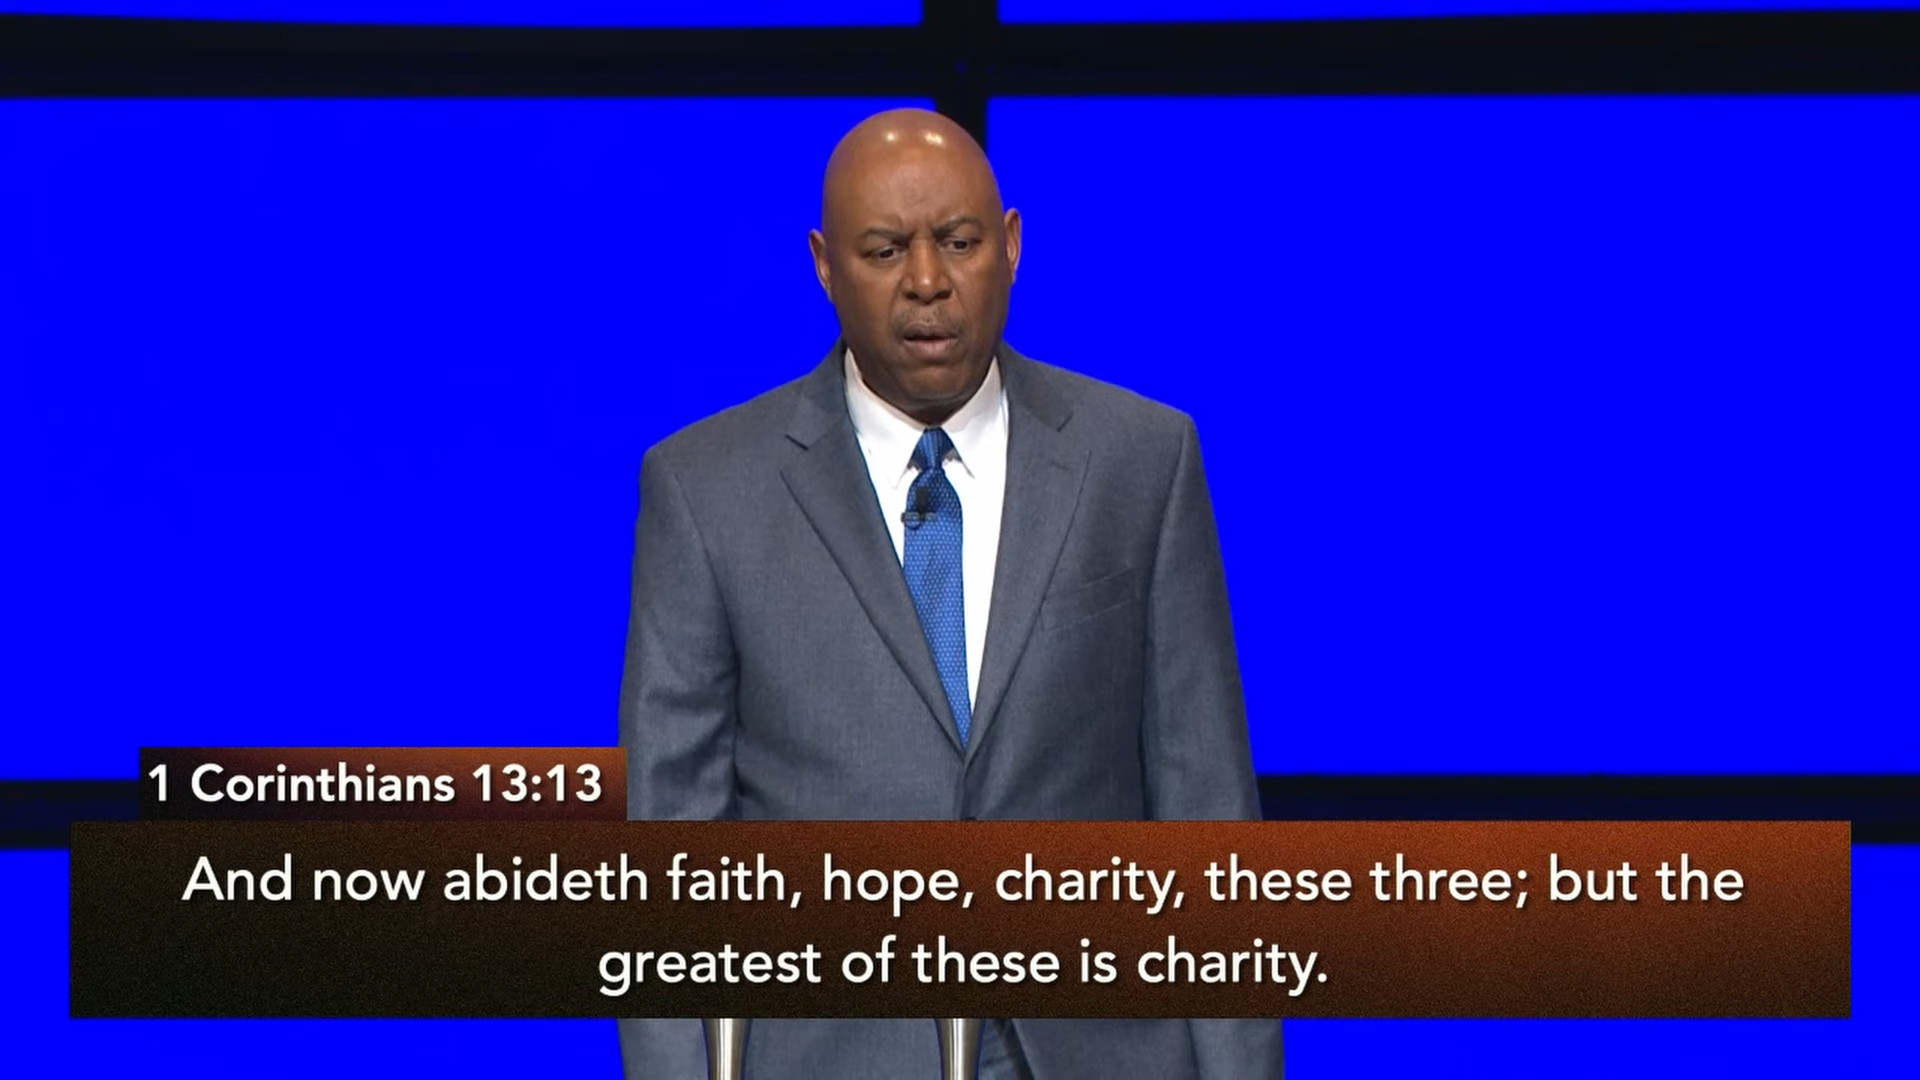 1 Corinthians 13:13
And now abideth faith, hope, charity, these three; but the
greatest of these is charity.